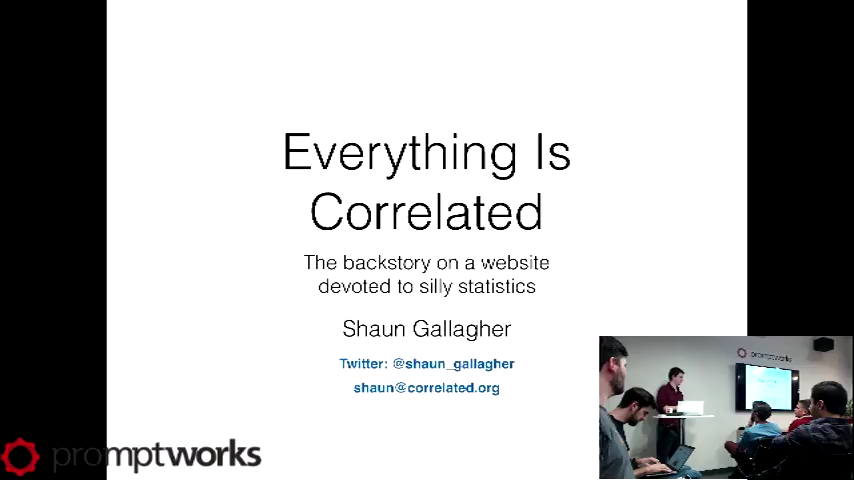 Everything Is
Correlated
The backstory on a website
devoted to silly statistics
Shaun Gallagher
Twitter: @shaun_gallagher
shaun@correlated.org
promptworks
promptworks